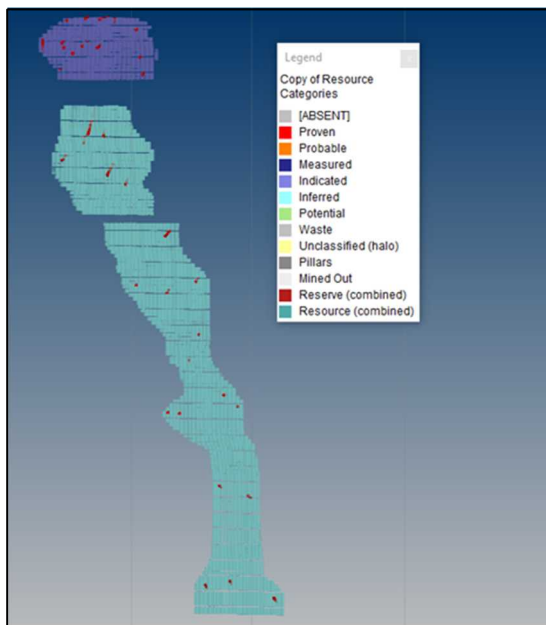 Legend
Copy of Resource
Categories
[ABSENT]
Proven
Probable
Measured
Indicated
Inferred
Potential
Waste
Unclassified (halo)
Pillars
Mined Out
Reserve (combined)
Resource (combined)